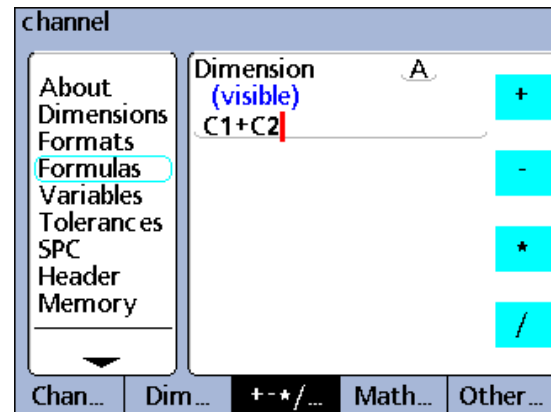 channel
About
Dimensions
Formats
Formulas
Variables
Tolerances
SPC
Header
Memory
Dimension A
(visible)
C1+C2
+
-
*
/
Chan... Dim... +-*/... Math... Other...